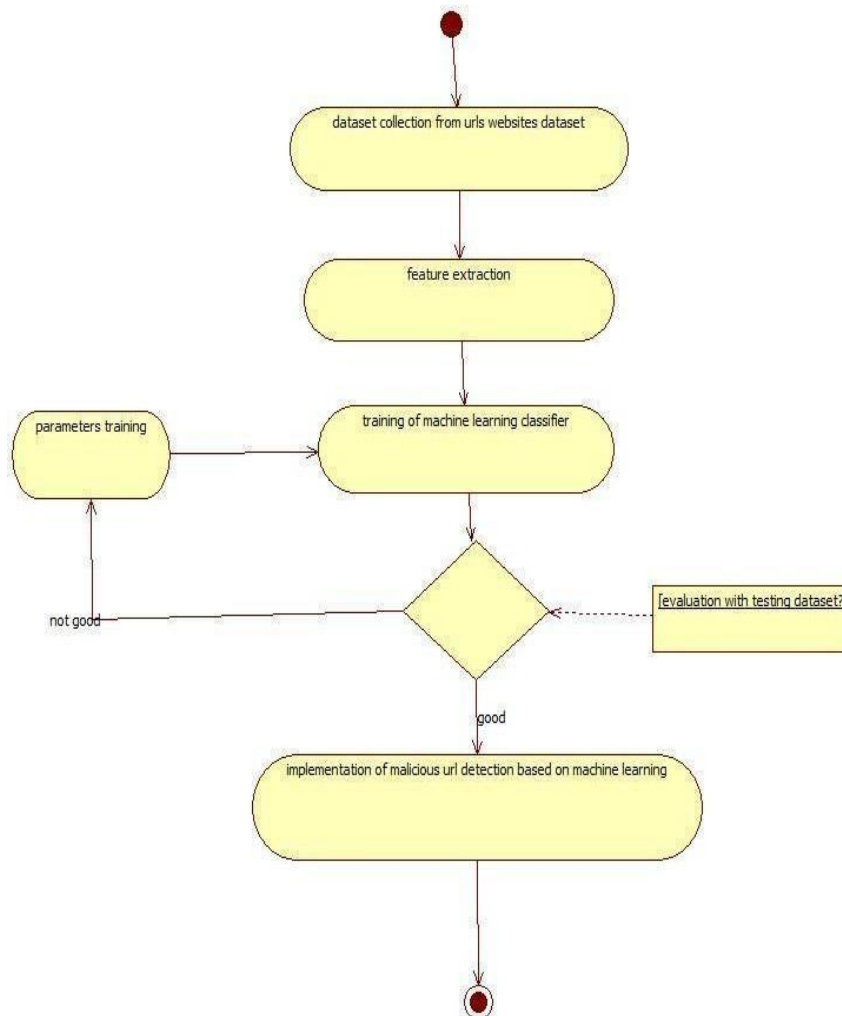 dataset collection from urls websites dataset
feature extraction
training of machine learning classifier
parameters training
not good
[evaluation with testing dataset?
good
implementation of malicious url detection based on machine learning